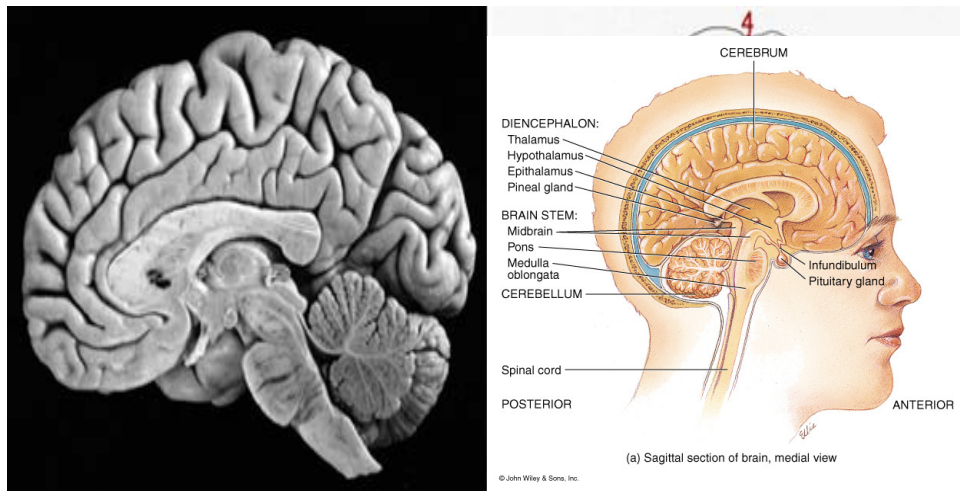 4
CEREBRUM
DIENCEPHALON:
Thalamus
Hypothalamus
Epithalamus
Pineal gland
BRAIN STEM:
Midbrain
Pons
Medulla
oblongata
CEREBELLUM
Infundibulum
Pituitary gland
Spinal cord
POSTERIOR
ANTERIOR
Ellie
(a) Sagittal section of brain, medial view
© John Wiley & Sons, Inc.